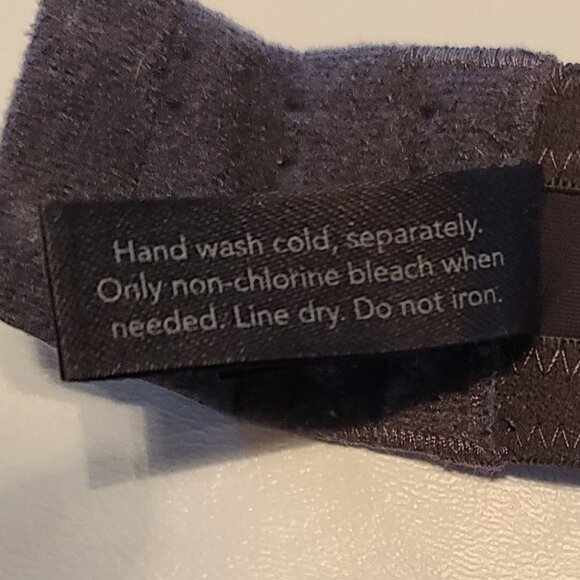 Hand wash cold, separately.
Only non-chlorine bleach when
needed. Line dry. Do not iron.